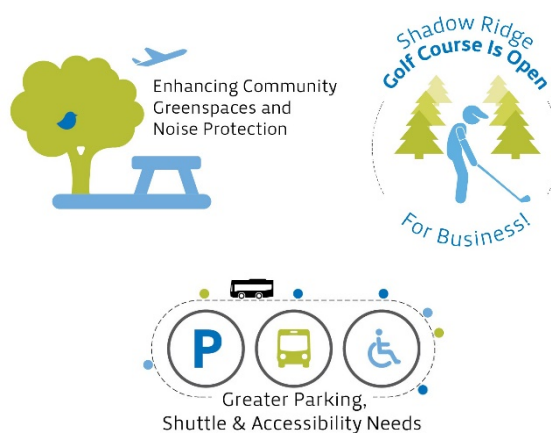 Enhancing Community
Greenspaces and
Noise Protection
Shadow Ridge
Golf Course Is Open
For Business!
P
Greater Parking,
Shuttle & Accessibility Needs